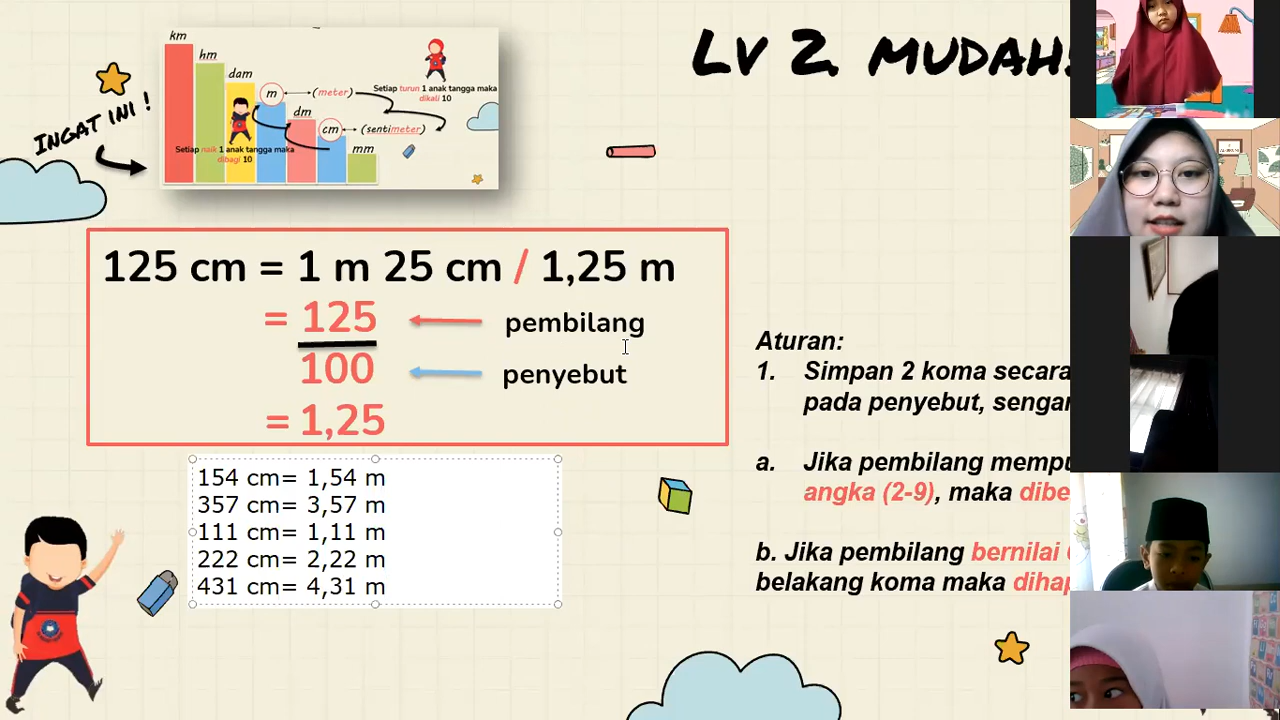 km
hm
dam
m (meter)
dm
cm (sentimeter)
mm
Setiap turun 1 anak tangga maka
dikali 10
Setiap naik 1 anak tangga maka
dibagi 10
INGAT INI !
LV 2. MUDAH!
125 cm = 1 m 25 cm / 1,25 m
= 125 pembilang
100 penyebut
= 1,25
154 cm= 1,54 m
357 cm= 3,57 m
111 cm= 1,11 m
222 cm= 2,22 m
431 cm= 4,31 m
Aturan:
1. Simpan 2 koma secara
pada penyebut,
a. Jika pembilang
angka (2-9), maka
b. Jika pembilang bernilai
belakang koma maka